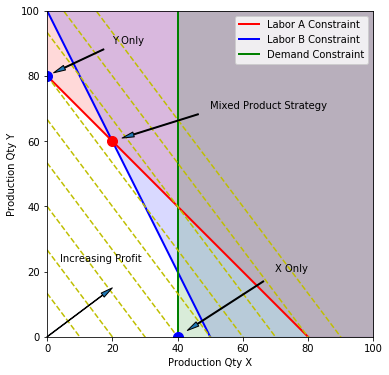 100
80
60
40
20
0
Production Qty Y
Labor A Constraint
Labor B Constraint
Demand Constraint
Y Only
Mixed Product Strategy
Increasing Profit
X Only
0
20
40
60
80
100
Production Qty X